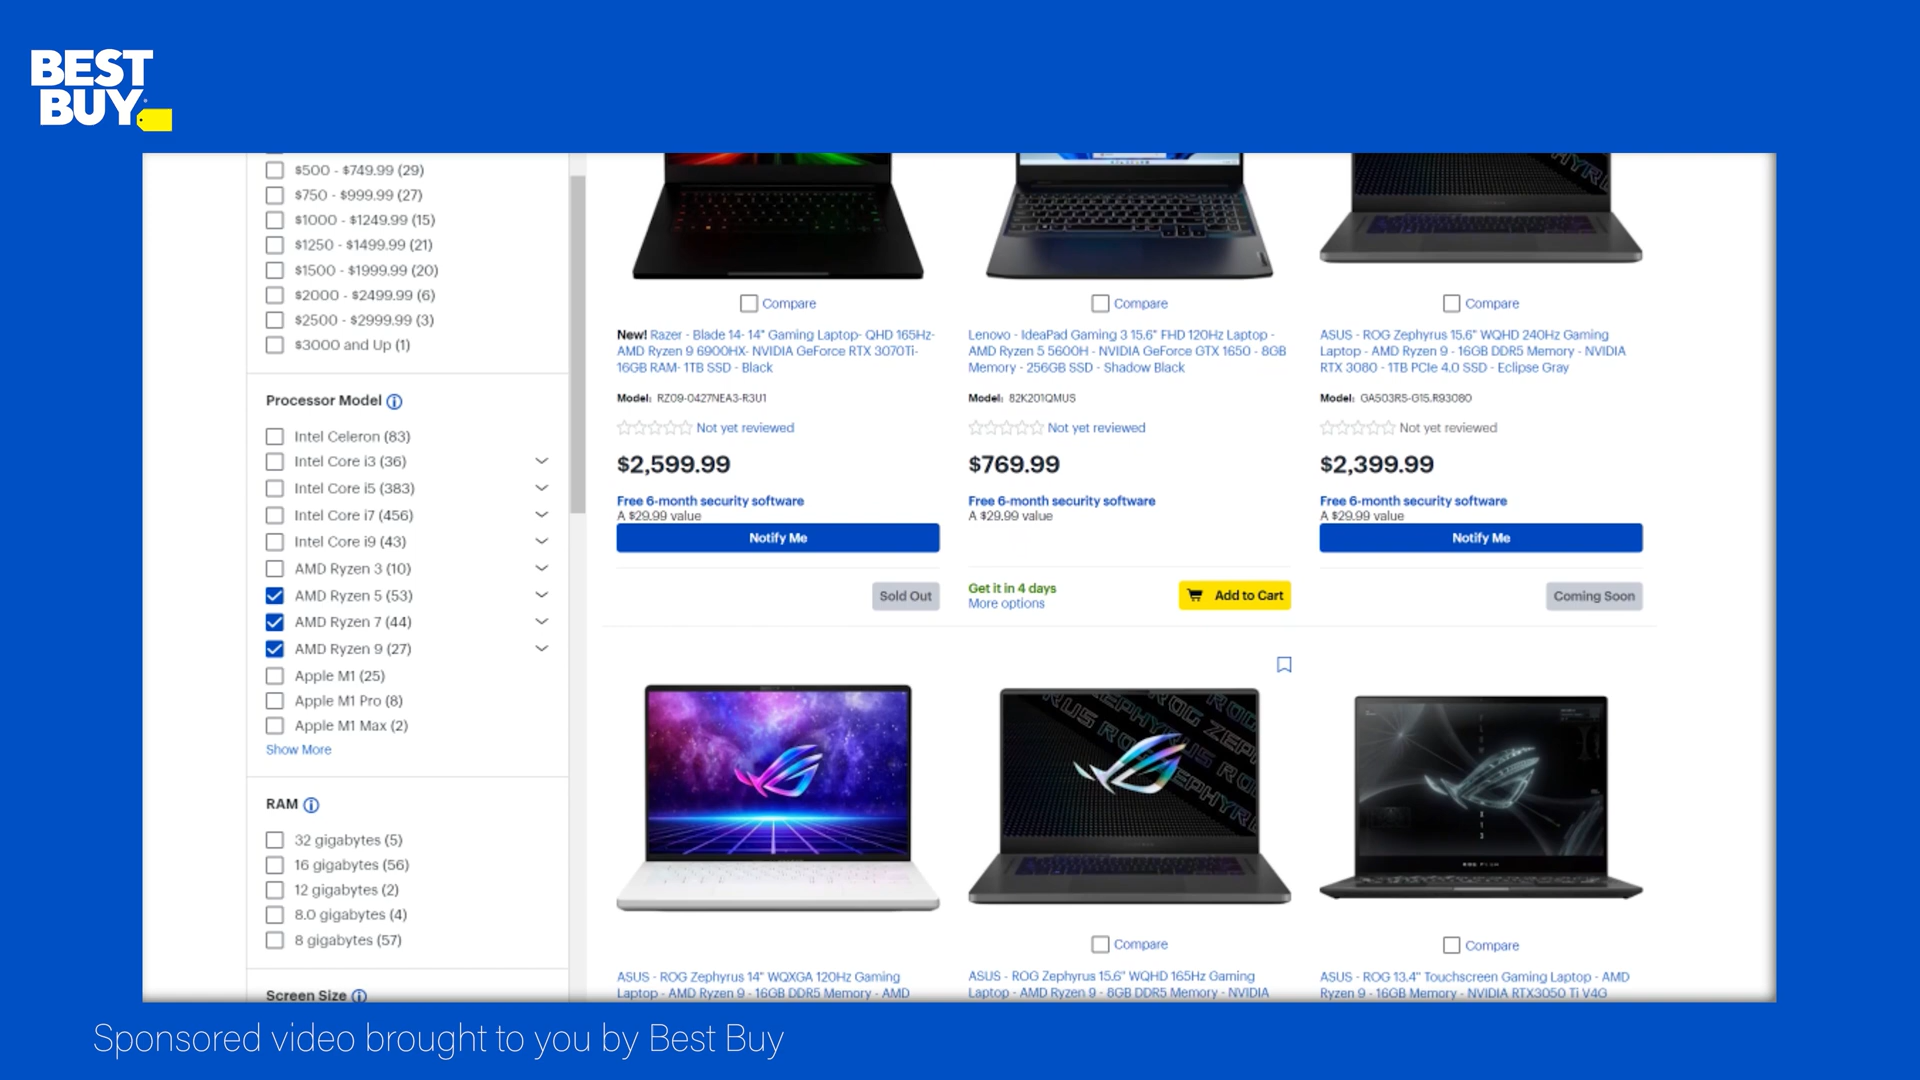 BEST
BUY
$500 - $749.99 (29)
$750 - $999.99 (27)
$1000 - $1249.99 (15)
$1250 - $1499.99 (21)
$1500 - $1999.99 (20)
$2000 - $2499.99 (6)
$2500 - $2999.99 (3)
$3000 and Up (1)
Processor Model
Intel Celeron (83)
Intel Core i3 (36)
Intel Core i5 (383)
Intel Core i7 (456)
Intel Core i9 (43)
AMD Ryzen 3 (10)
AMD Ryzen 5 (53)
AMD Ryzen 7 (44)
AMD Ryzen 9 (27)
Apple M1 (25)
Apple M1 Pro (8)
Apple M1 Max (2)
Show More
RAM
32 gigabytes (5)
16 gigabytes (56)
12 gigabytes (2)
8.0 gigabytes (4)
8 gigabytes (57)
Screen Size
Compare
New! Razer - Blade 14- 14" Gaming Laptop- QHD 165Hz-
AMD Ryzen 9 6900HX- NVIDIA GeForce RTX 3070Ti-
16GB RAM- 1TB SSD - Black
Model: RZ09-0427NEA3-R3U1
Not yet reviewed
$2,599.99
Free 6-month security software
A $29.99 value
Notify Me
Sold Out
Compare
Lenovo - IdeaPad Gaming 3 15.6" FHD 120Hz Laptop -
AMD Ryzen 5 5600H - NVIDIA GeForce GTX 1650 - 8GB
Memory - 256GB SSD - Shadow Black
Model: 82K201QMUS
Not yet reviewed
$769.99
Free 6-month security software
A $29.99 value
Get it in 4 days
More options
Add to Cart
Compare
ASUS - ROG Zephyrus 15.6" WQHD 240Hz Gaming
Laptop - AMD Ryzen 9 - 16GB DDR5 Memory - NVIDIA
RTX 3080 - 1TB PCIe 4.0 SSD - Eclipse Gray
Model: GA503RS-G15.R93080
Not yet reviewed
$2,399.99
Free 6-month security software
A $29.99 value
Notify Me
Coming Soon
ASUS - ROG Zephyrus 14" WQXGA 120Hz Gaming
Laptop - AMD Ryzen 9 - 16GB DDR5 Memory - AMD
Compare
ASUS - ROG Zephyrus 15.6" WQHD 165Hz Gaming
Laptop - AMD Ryzen 9 - 8GB DDR5 Memory - NVIDIA
Compare
ASUS - ROG 13.4" Touchscreen Gaming Laptop - AMD
Ryzen 9 - 16GB Memory - NVIDIA RTX3050 Ti V4G
Sponsored video brought to you by Best Buy